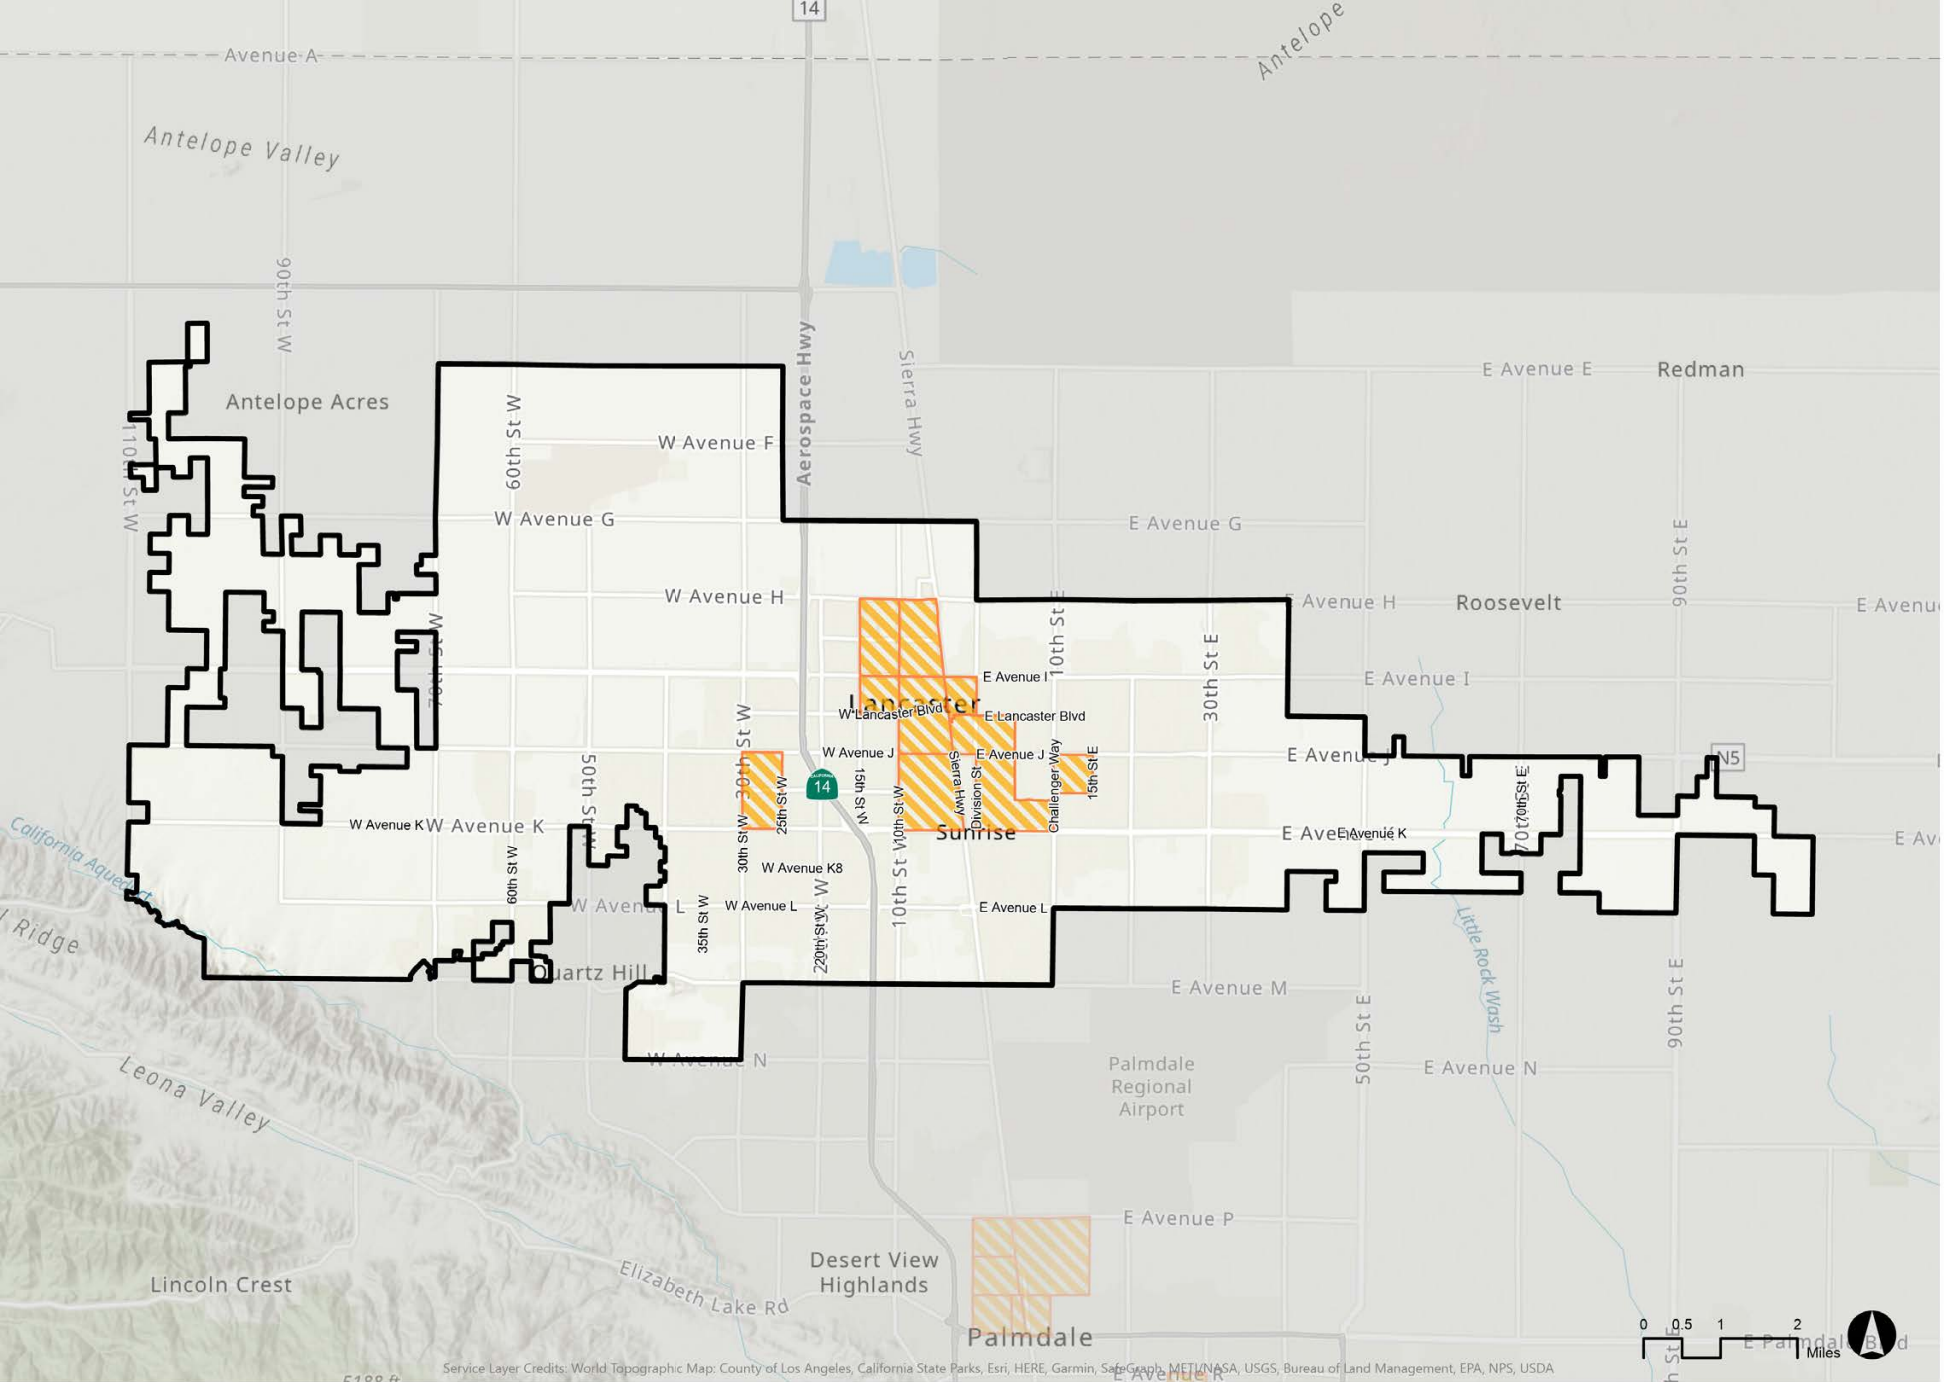 14
Avenue A
Antelope
Antelope Valley
90th St W
Aerospace Hwy
Sierra Hwy
E Avenue E
Redman
Antelope Acres
110th St W
60th St W
W Avenue F
W Avenue G
E Avenue G
90th St E
W Avenue H
10th St E
E Avenue H
Roosevelt
E Avenu
30th St E
E Avenue I
E Avenue I
Lancaster
W Lancaster Blvd
E Lancaster Blvd
30th St W
W Avenue J
E Avenue J
E Avenue J
N5
50th St W
14
25th St W
15th St W
10th St W
Sierra Hwy
Division St
Challenger Way
15th St E
70th St E
70th St E
W Avenue K
W Avenue K
Sunrise
E Avenue K
E Av
California Aqueduct
60th St W
30th St W
W Avenue K8
10th St W
W Avenue L
35th St W
W Avenue L
20th St W
E Avenue L
Little Rock Wash
l Ridge
Quartz Hill
E Avenue M
50th St E
90th St E
W Avenue N
Palmdale
Regional
Airport
E Avenue N
Leona Valley
E Avenue P
Desert View
Highlands
Lincoln Crest
Elizabeth Lake Rd
Palmdale
0 0.5 1 2
Miles
E Palmdale Blvd
Service Layer Credits: World Topographic Map: County of Los Angeles, California State Parks, Esri, HERE, Garmin, SafeGraph, METI/NASA, USGS, Bureau of Land Management, EPA, NPS, USDA
E Avenue R
5188 ft